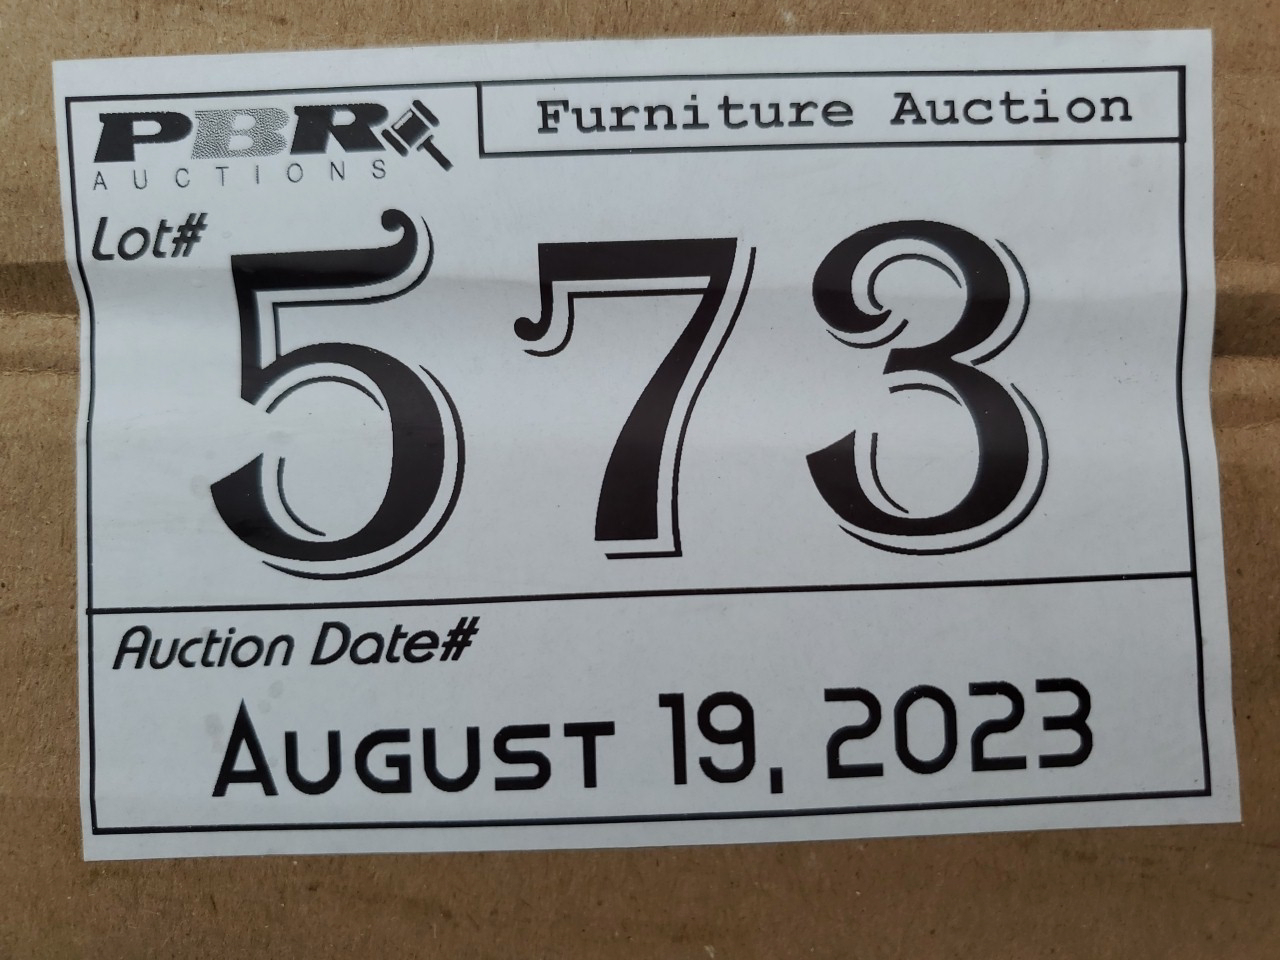 PBR
AUCTIONS
Furniture Auction
Lot#
573
Auction Date#
August 19, 2023